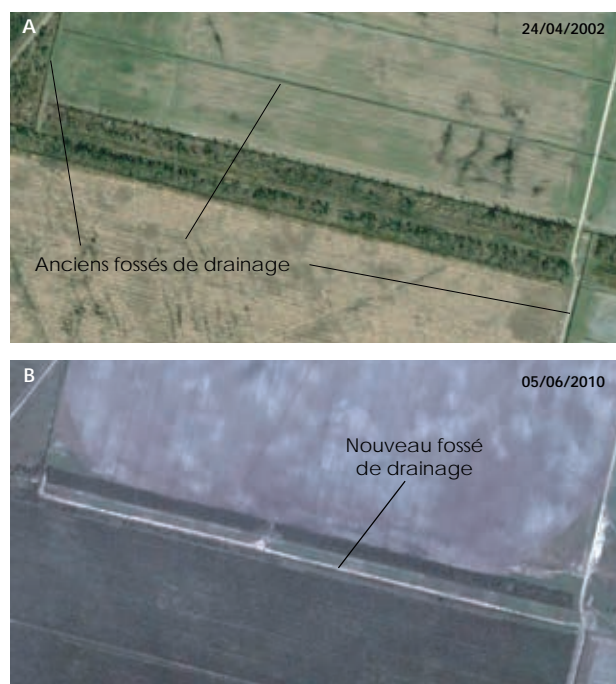 A
24/04/2002
Anciens fossés de drainage
B
05/06/2010
Nouveau fossé
de drainage